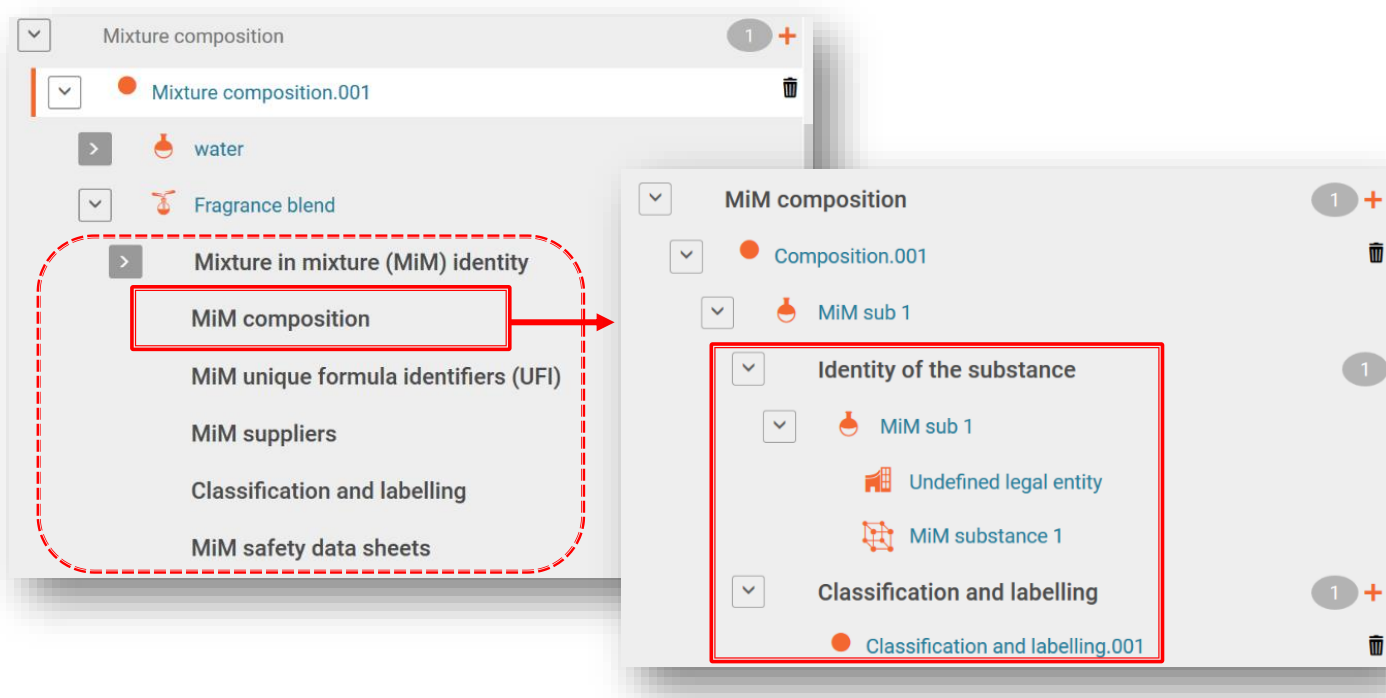 Mixture composition 1 +
Mixture composition.001
water
Fragrance blend
Mixture in mixture (MiM) identity
MiM composition
MiM unique formula identifiers (UFI)
MiM suppliers
Classification and labelling
MiM safety data sheets
MiM composition 1 +
Composition.001
MiM sub 1
Identity of the substance 1
MiM sub 1
Undefined legal entity
MiM substance 1
Classification and labelling 1 +
Classification and labelling.001